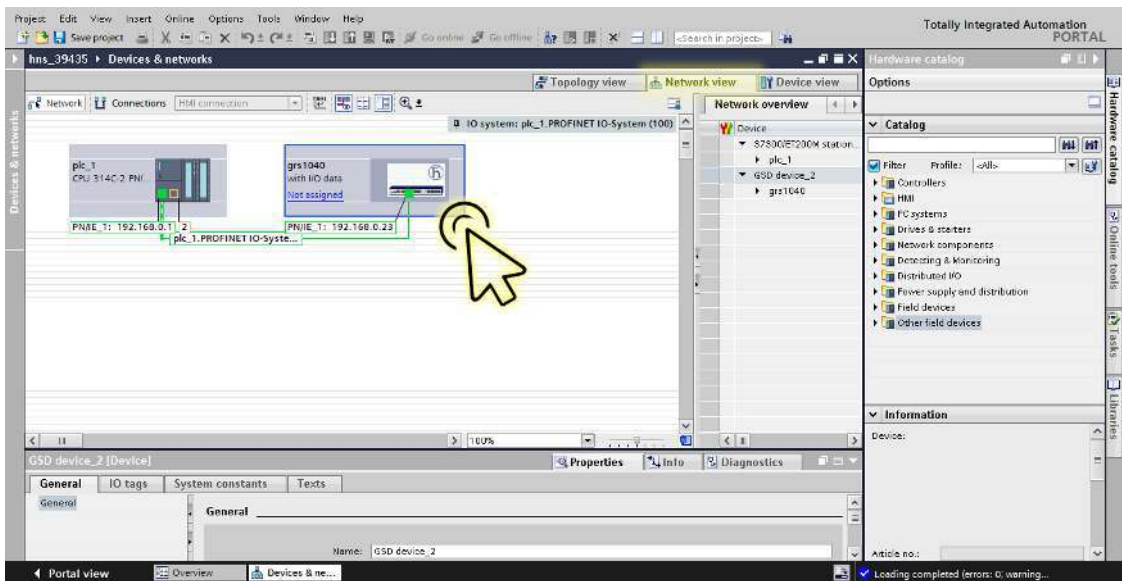 Project Edit View Insert Online Options Tools Window Help
Totally Integrated Automation
PORTAL
Save project Go online Go offline <Search in project>
hns_39435 Devices & networks
Hardware catalog
Topology view Network view Device view
Options
Network Connections HMI connection
Network overview
IO system: plc_1.PROFINET IO-System (100)
Catalog
Device
S7300/ET200M station...
plc_1
GSD device_2
grs1040
plc_1
CPU 314C-2 PN/...
grs1040
with I/O data
Not assigned
PN/IE_1: 192.168.0.1 2
PN/IE_1: 192.168.0.23
plc_1.PROFINET IO-Syste...
Filter Profile: <All>
Controllers
HMI
PC systems
Drives & starters
Network components
Detecting & Monitoring
Distributed I/O
Power supply and distribution
Field devices
Other field devices
Devices & networks
Hardware catalog
Online tools
Tasks
Libraries
Information
Device:
Article no.:
100%
GSD device_2 [Device]
Properties Info Diagnostics
General IO tags System constants Texts
General
General
Name: GSD device_2
Portal view Overview Devices & ne...
Loading completed (errors: 0; warning...